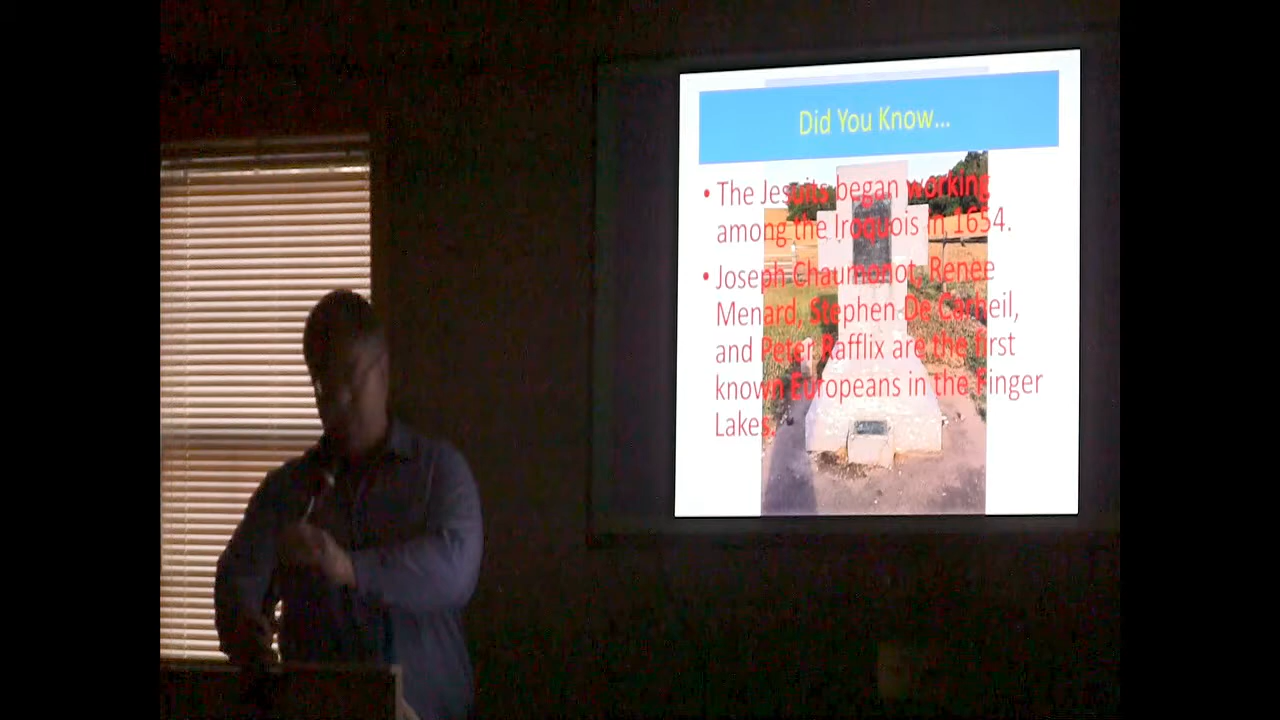 Did You Know...
• The Jesuits began working
among the Iroquois in 1654.
• Joseph Chaumonot, Renee
Menard, Stephen De Carheil,
and Peter Rafflix are the first
known Europeans in the Finger
Lakes.